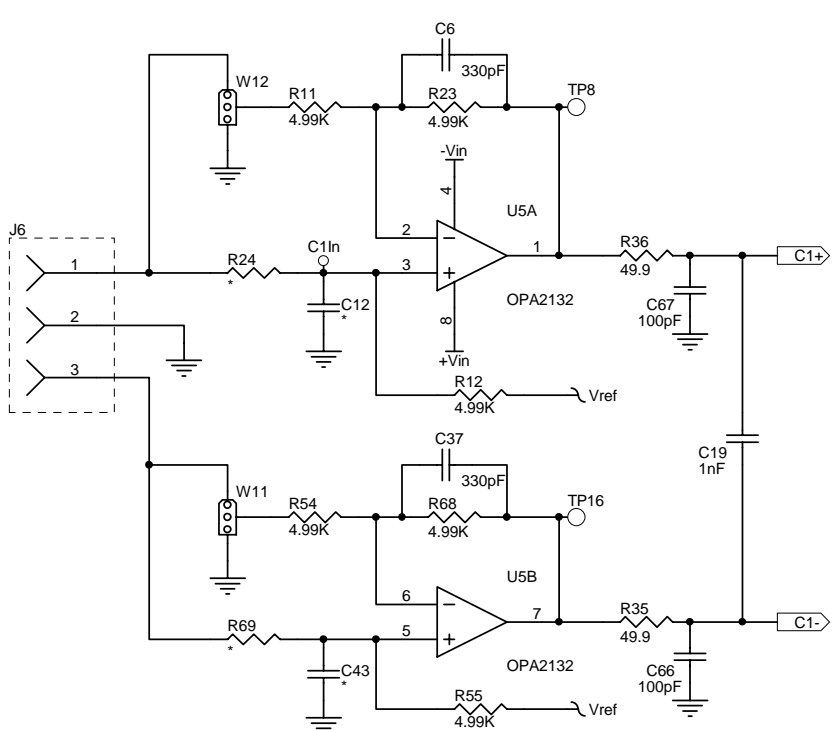 C6
330pF
W12
R11
4.99K
R23
4.99K
TP8
-Vin
4
U5A
J6
2
1
1
R24
*
C1In
3
R36
49.9
C1+
C12
*
OPA2132
C67
100pF
2
8
+Vin
3
R12
4.99K
Vref
C37
330pF
C19
1nF
W11
R54
4.99K
R68
4.99K
TP16
U5B
6
7
R69
*
5
R35
49.9
C1-
C43
*
OPA2132
C66
100pF
R55
4.99K
Vref